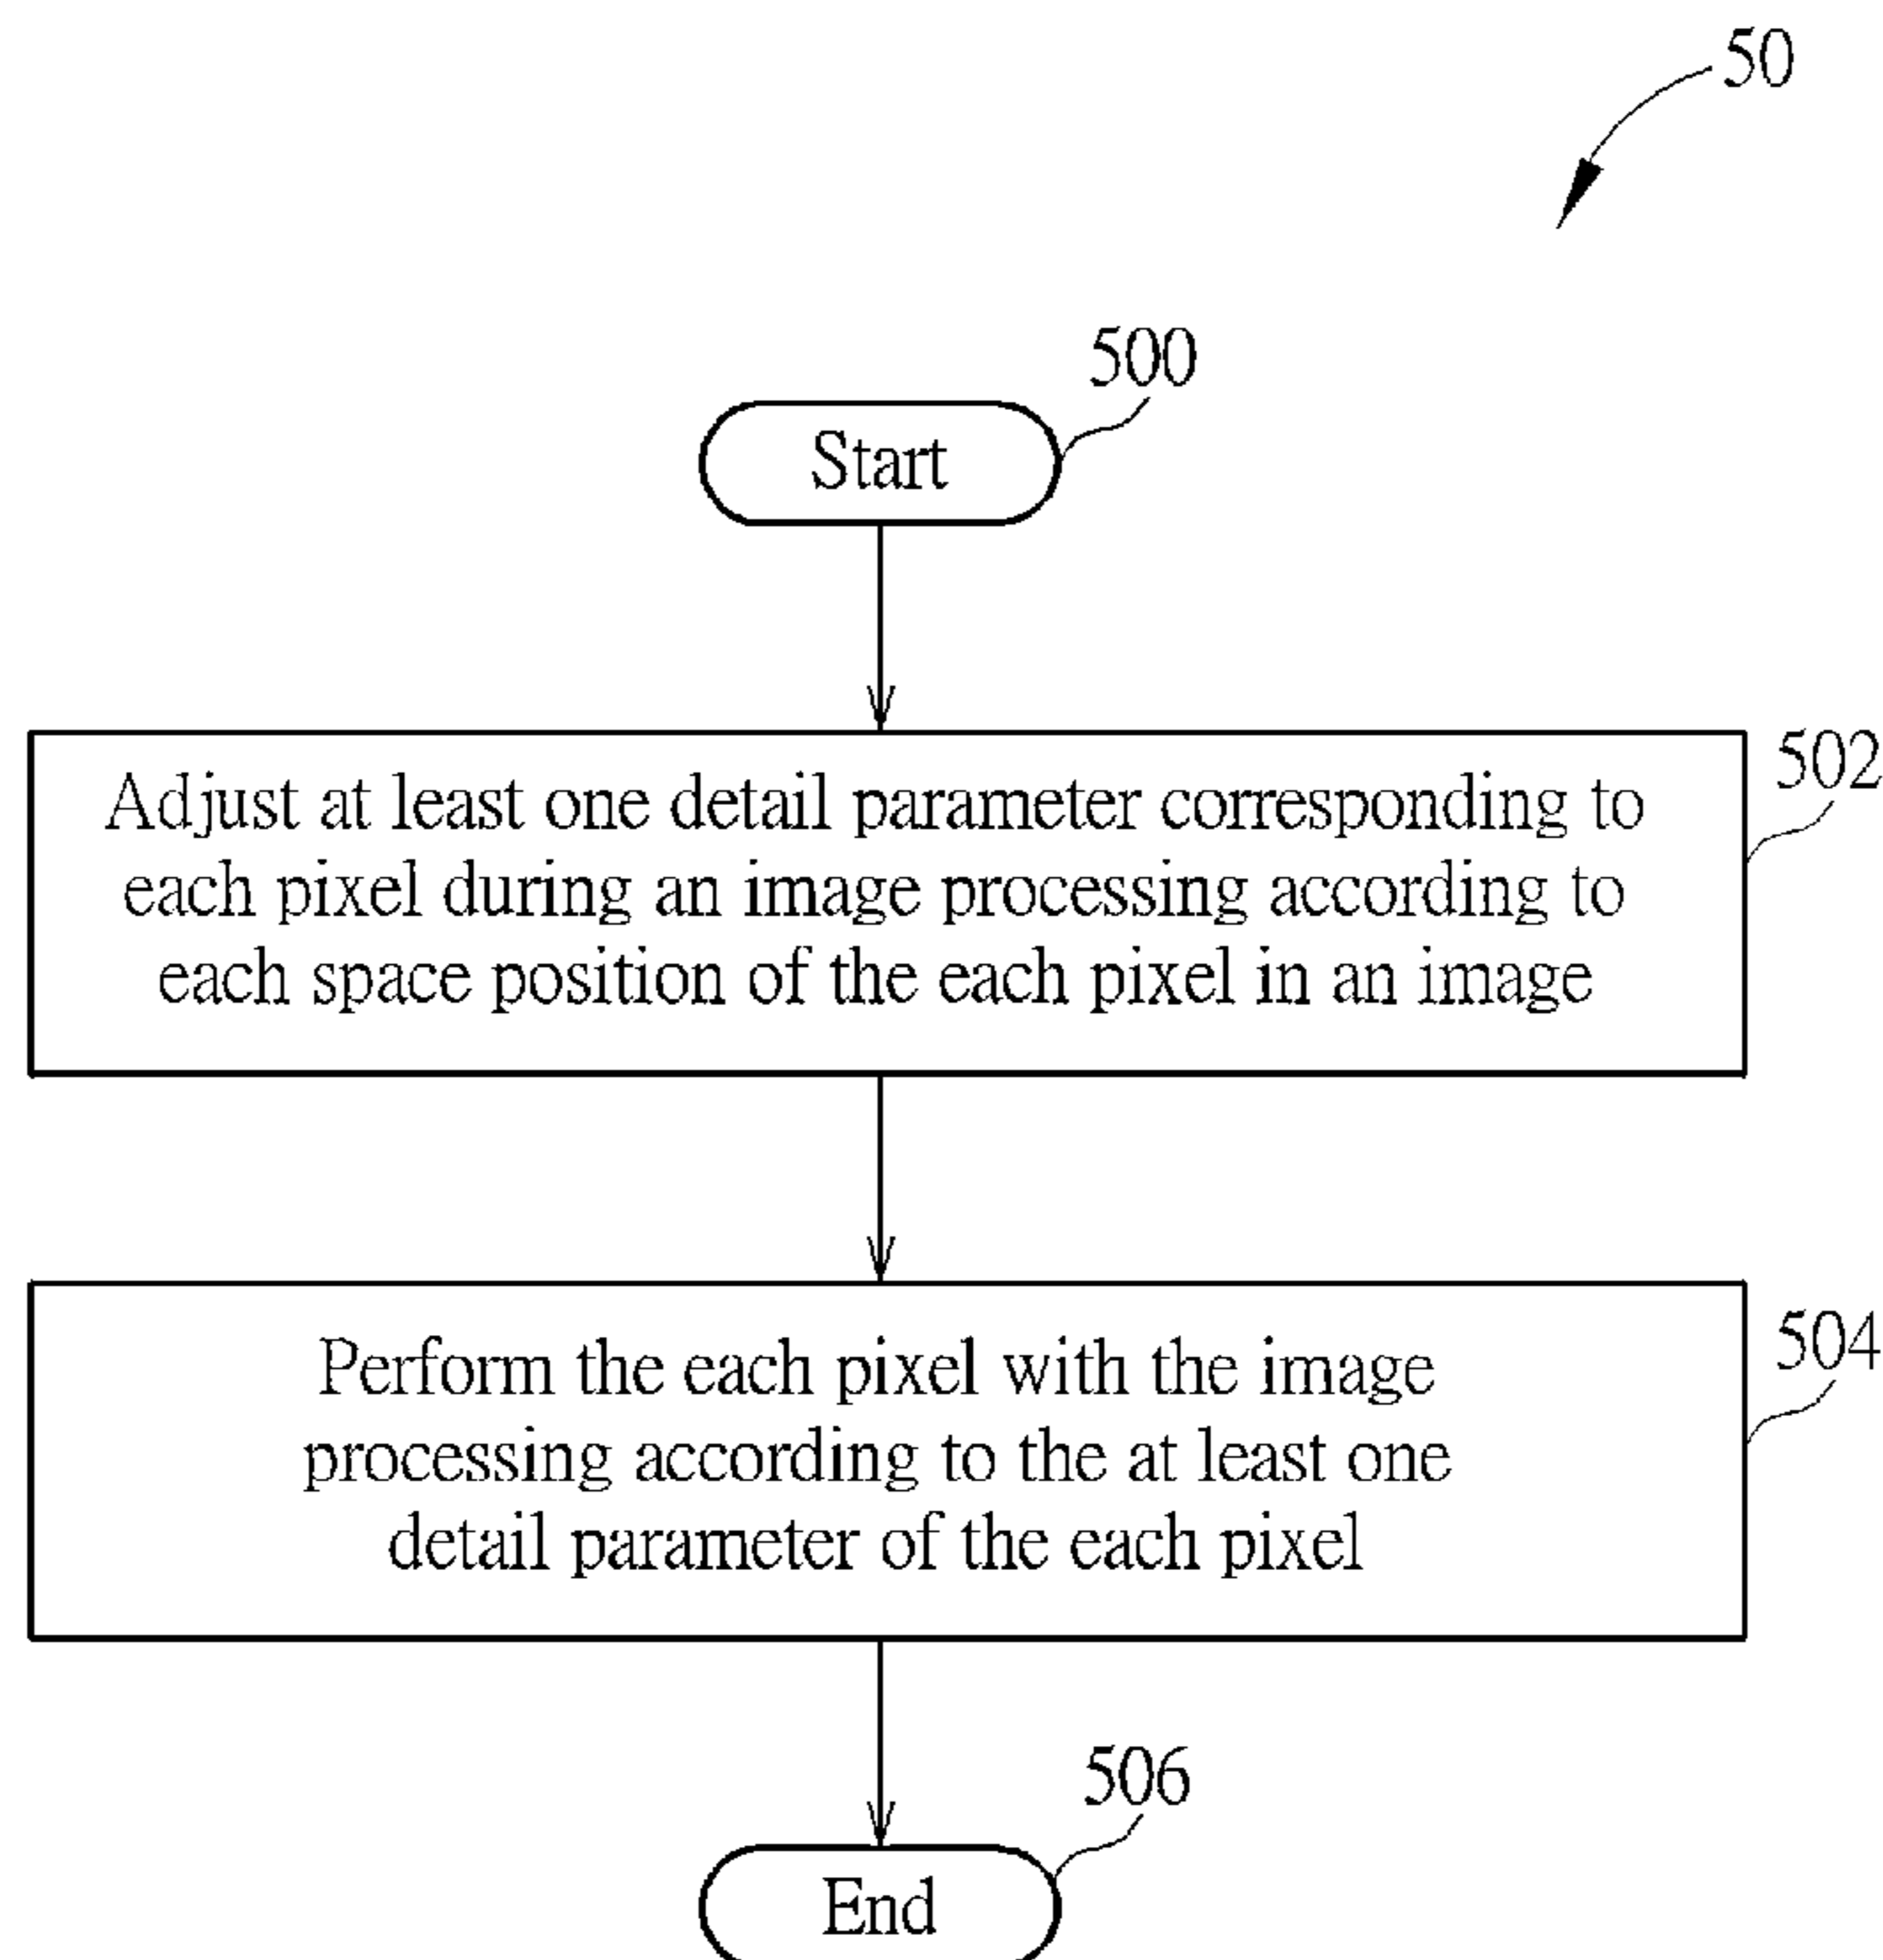 50
500
Start
502
Adjust at least one detail parameter corresponding to
each pixel during an image processing according to
each space position of the each pixel in an image
504
Perform the each pixel with the image
processing according to the at least one
detail parameter of the each pixel
506
End